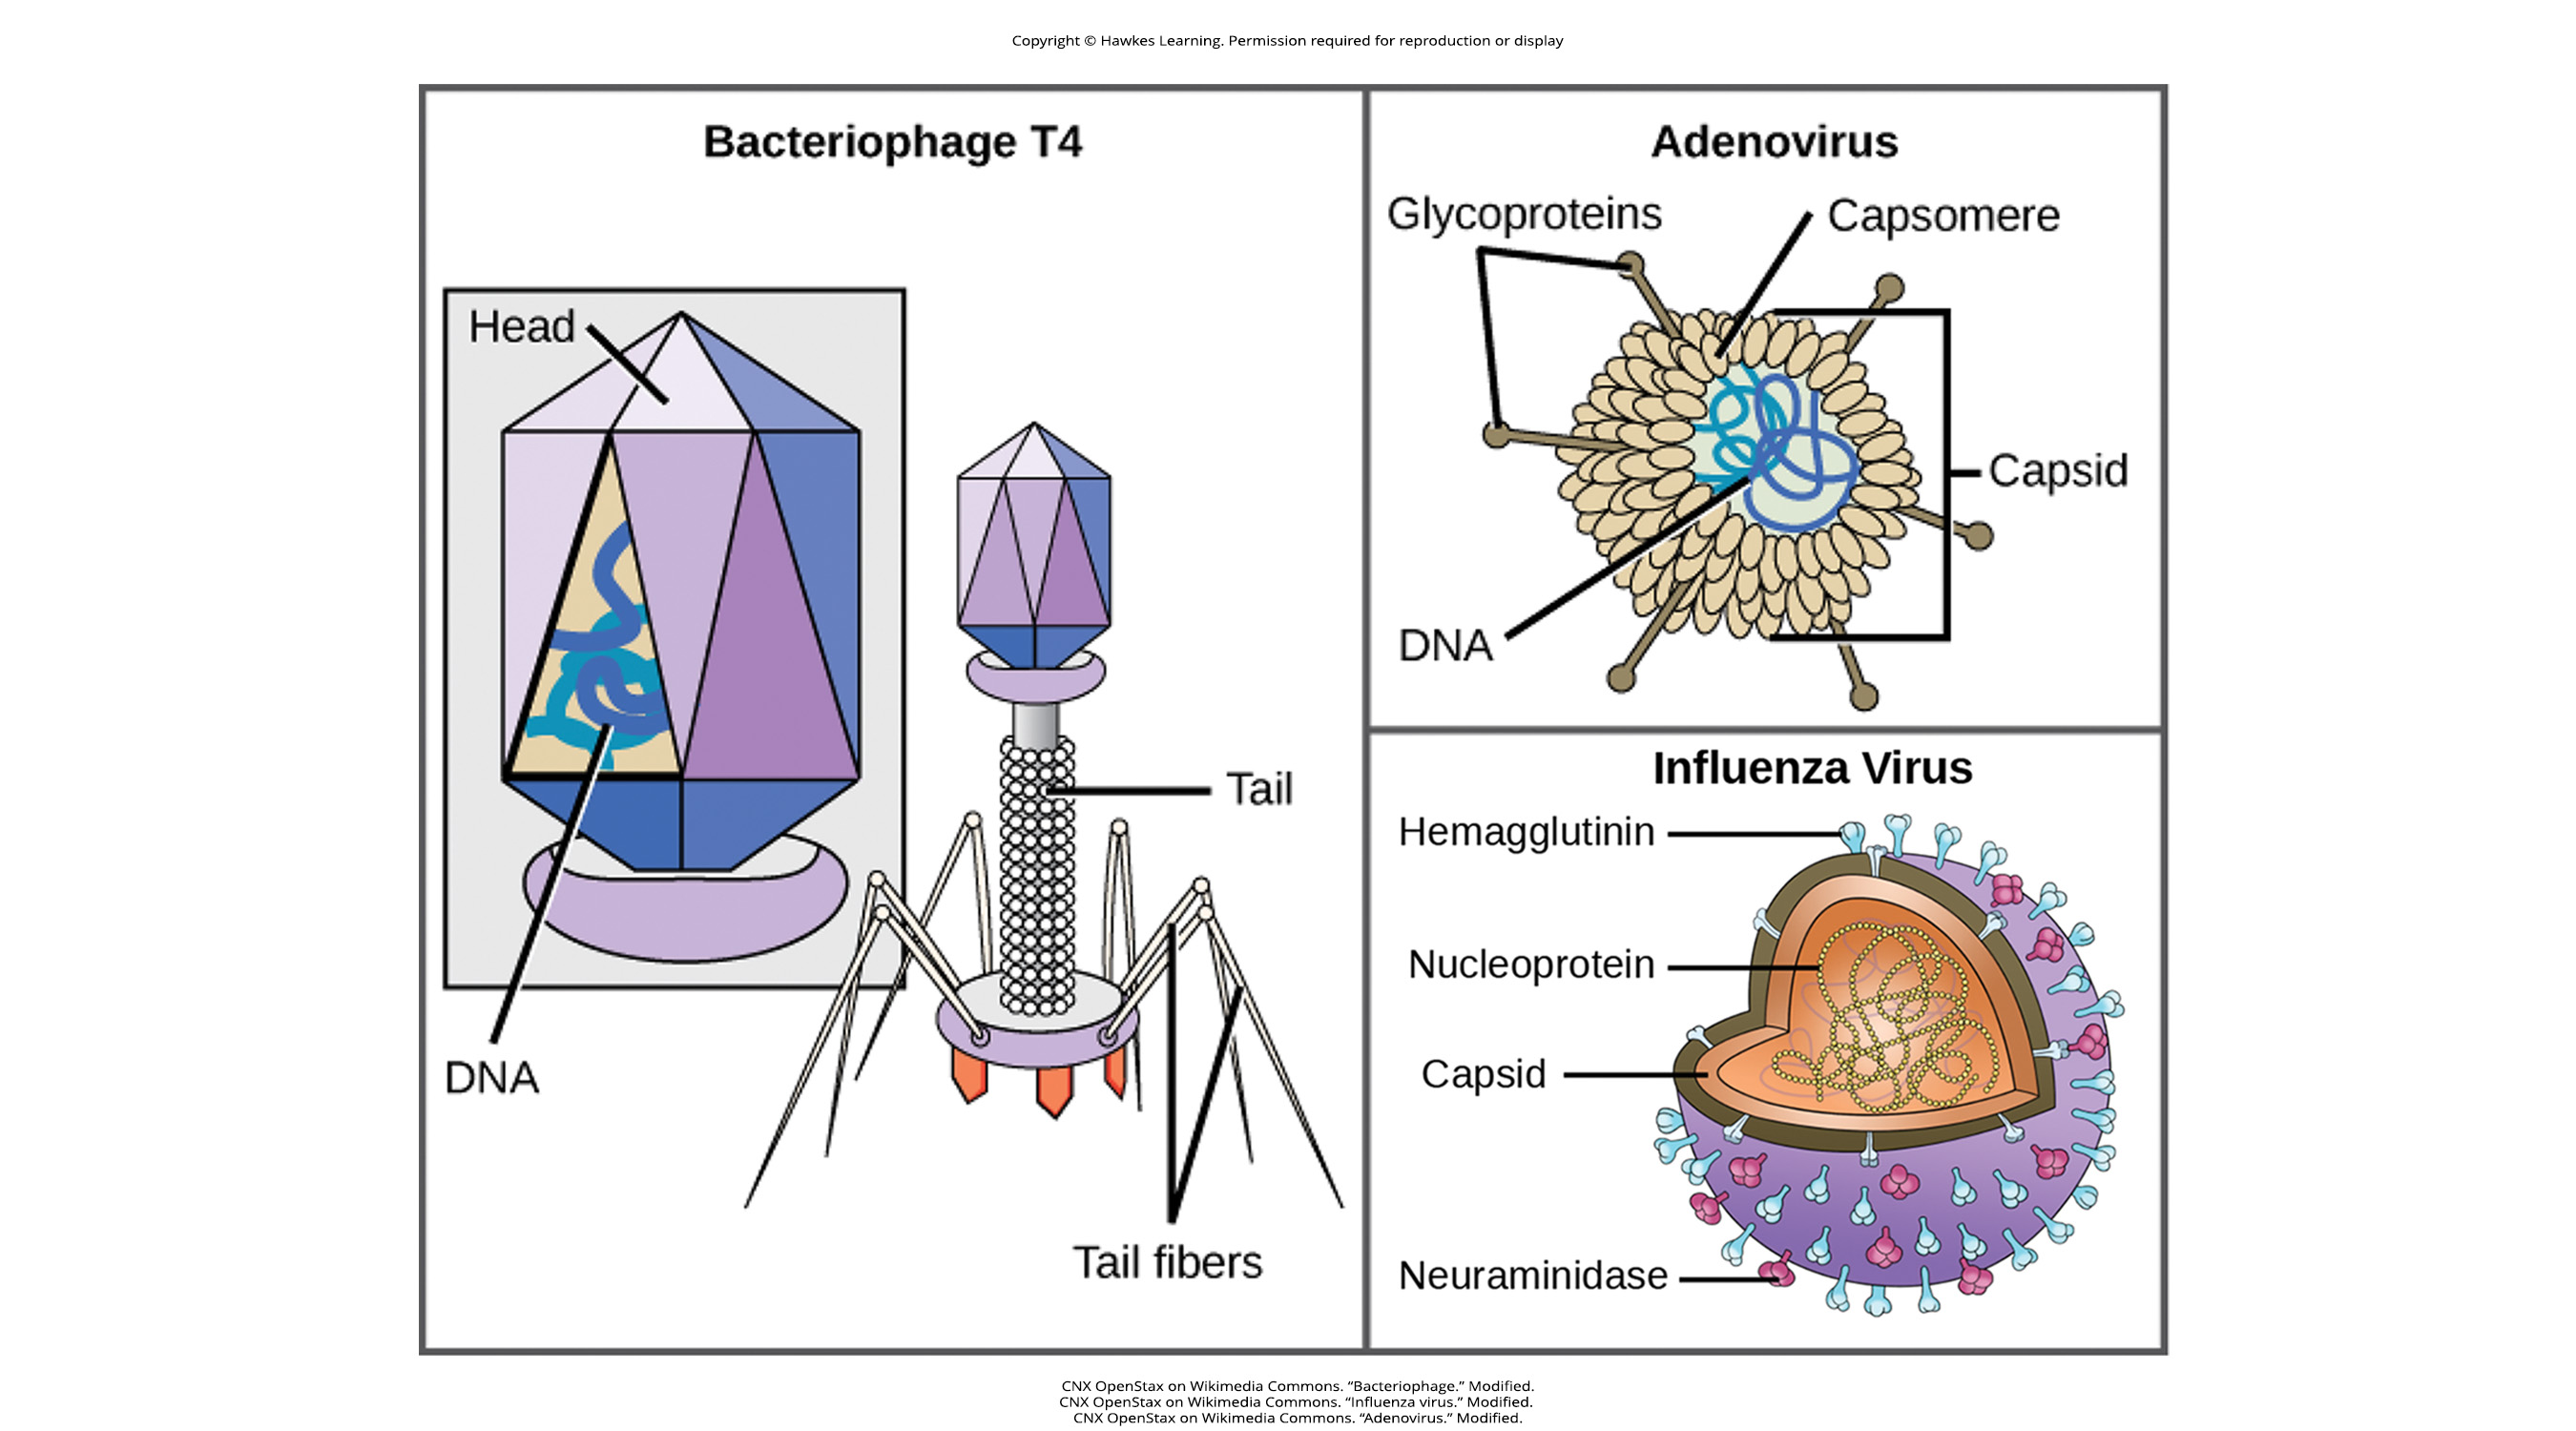 Copyright © Hawkes Learning. Permission required for reproduction or display
Bacteriophage T4
Head
DNA
Tail
Tail fibers
Adenovirus
Glycoproteins
Capsomere
Capsid
DNA
Influenza Virus
Hemagglutinin
Nucleoprotein
Capsid
Neuraminidase
CNX OpenStax on Wikimedia Commons. “Bacteriophage.” Modified.
CNX OpenStax on Wikimedia Commons. “Influenza virus.” Modified.
CNX OpenStax on Wikimedia Commons. “Adenovirus.” Modified.